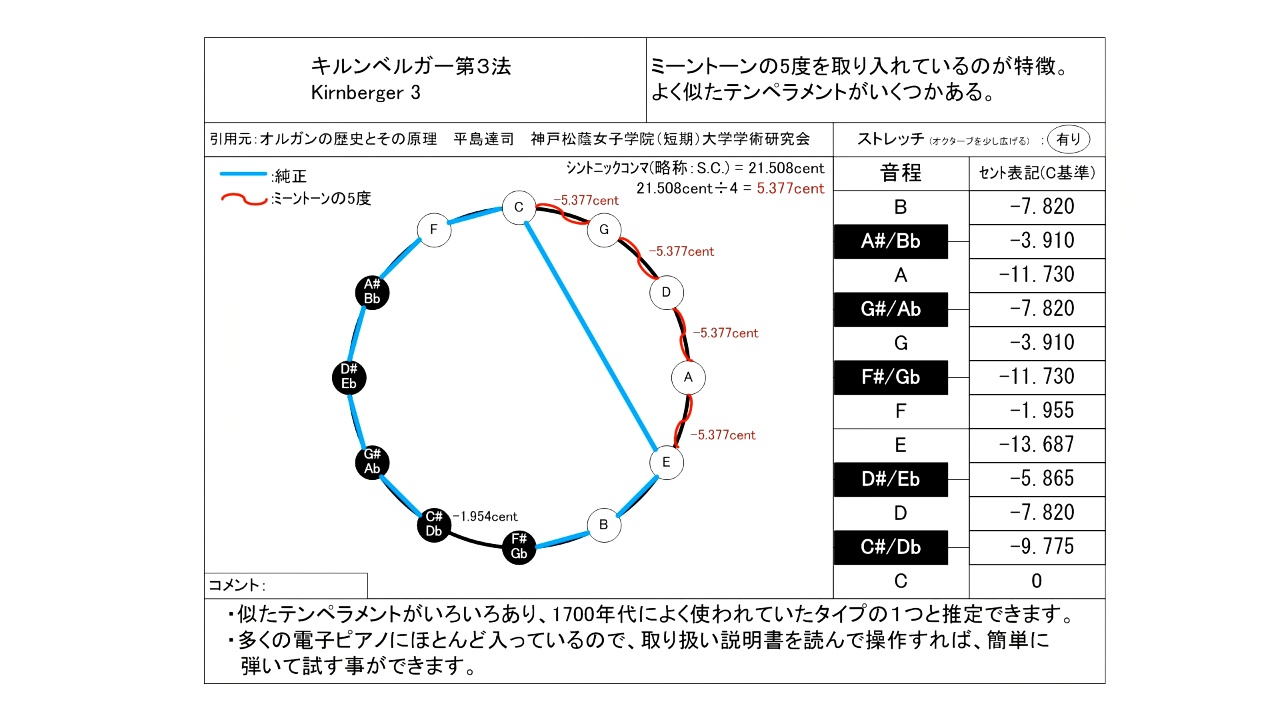 キルンベルガー第３法
Kirnberger 3
ミーントーンの5度を取り入れているのが特徴。
よく似たテンペラメントがいくつかある。
引用元：オルガンの歴史とその原理　平島達司　神戸松蔭女子学院（短期）大学学術研究会
ストレッチ（オクターブを少し広げる）：有り
:純正
:ミーントーンの5度
シントニックコンマ(略称：S.C.) = 21.508cent
21.508cent÷4 = 5.377cent
C
−5.377cent
G
−5.377cent
D
−5.377cent
A
−5.377cent
E
B
F#
Gb
−1.954cent
C#
Db
G#
Ab
D#
Eb
A#
Bb
F
音程 セント表記(C基準)
B −7.820
A#/Bb −3.910
A −11.730
G#/Ab −7.820
G −3.910
F#/Gb −11.730
F −1.955
E −13.687
D#/Eb −5.865
D −7.820
C#/Db −9.775
C 0
コメント：
・似たテンペラメントがいろいろあり、1700年代によく使われていたタイプの１つと推定できます。
・多くの電子ピアノにほとんど入っているので、取り扱い説明書を読んで操作すれば、簡単に
弾いて試す事ができます。